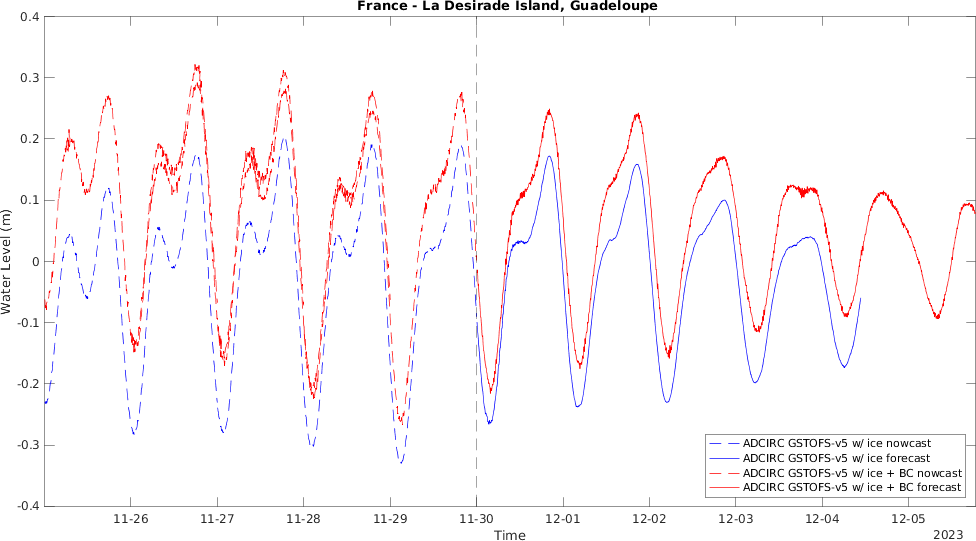 France - La Desirade Island, Guadeloupe
0.4
0.3
0.2
0.1
0
-0.1
-0.2
-0.3
-0.4
Water Level (m)
11-26
11-27
11-28
11-29
11-30
12-01
12-02
12-03
12-04
12-05
Time
2023
ADCIRC GSTOFS-v5 w/ ice nowcast
ADCIRC GSTOFS-v5 w/ ice forecast
ADCIRC GSTOFS-v5 w/ ice + BC nowcast
ADCIRC GSTOFS-v5 w/ ice + BC forecast